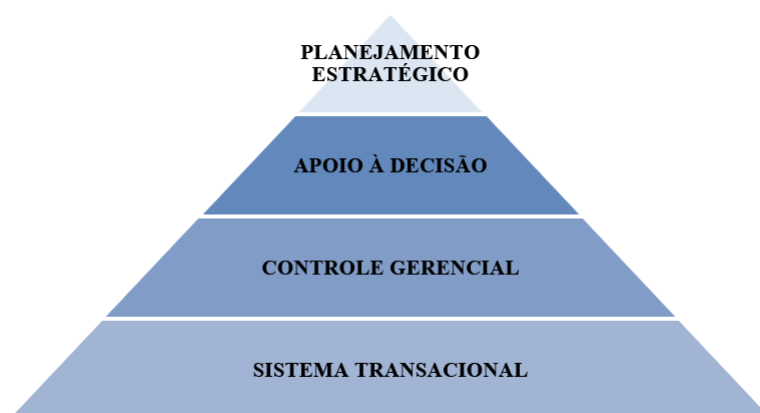 PLANEJAMENTO
ESTRATÉGICO
APOIO À DECISÃO
CONTROLE GERENCIAL
SISTEMA TRANSACIONAL